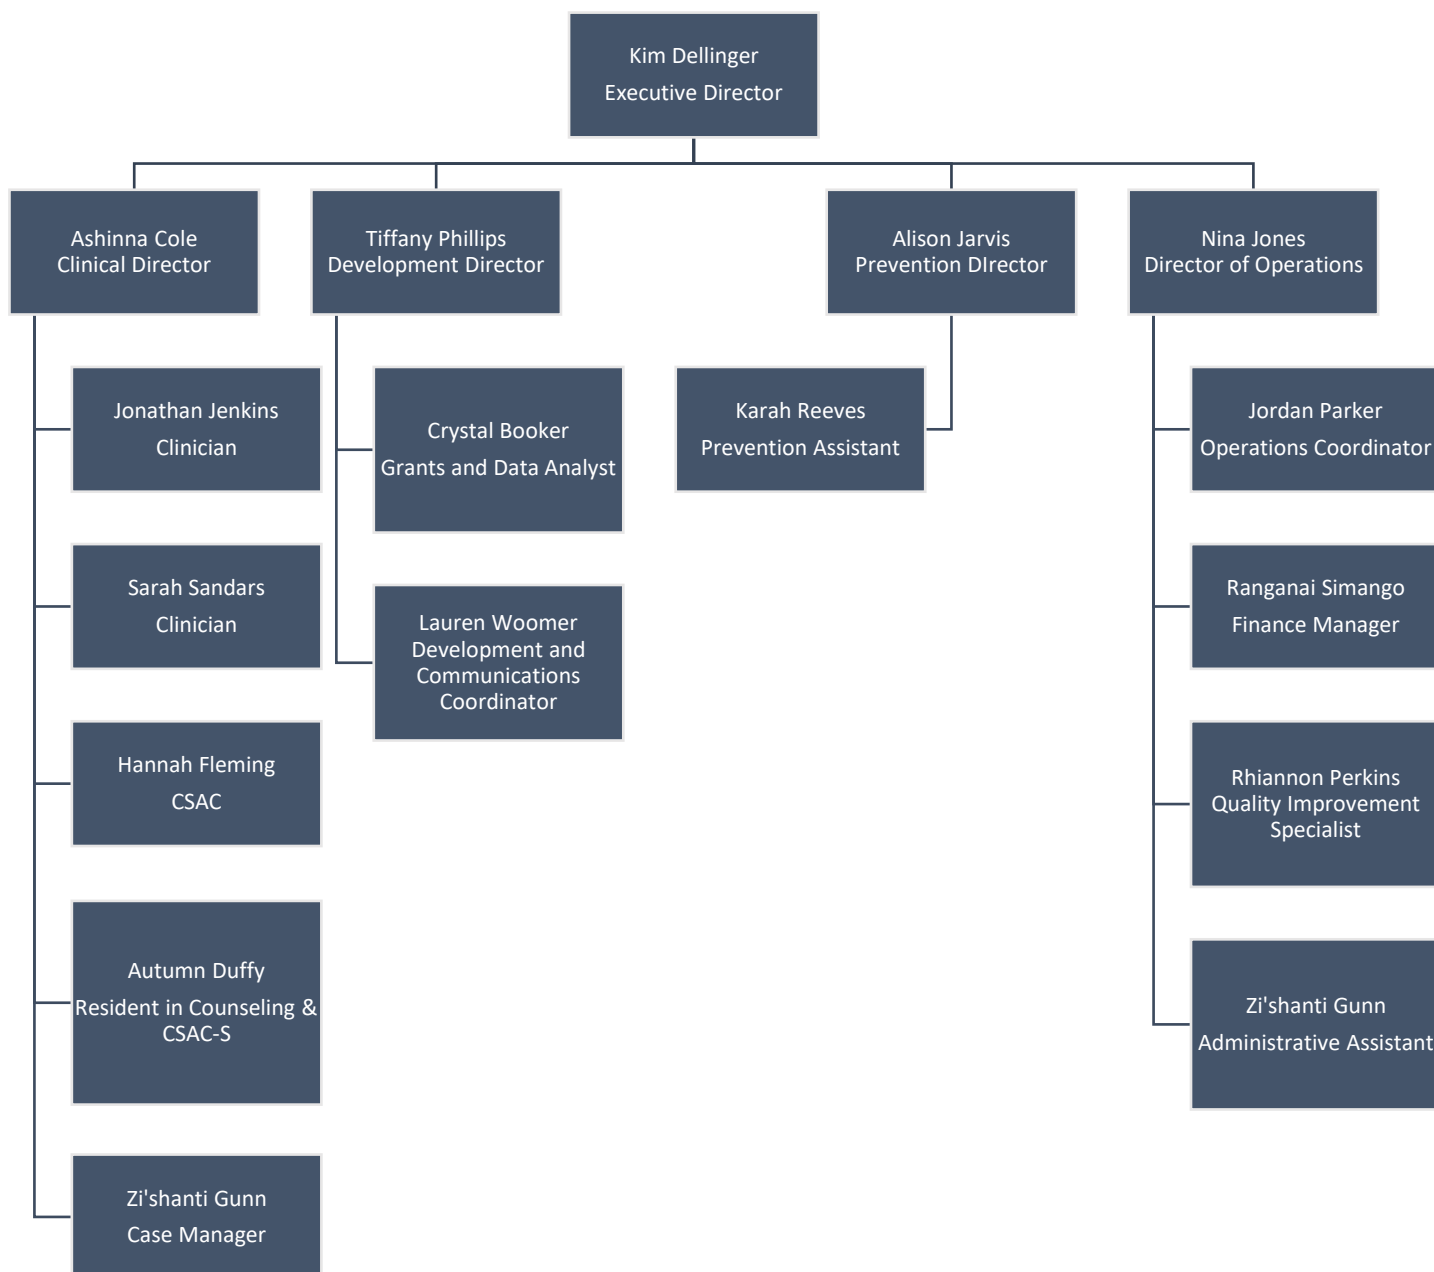 Kim Dellinger
Executive Director
Ashinna Cole
Clinical Director
Tiffany Phillips
Development Director
Alison Jarvis
Prevention DIrector
Nina Jones
Director of Operations
Jonathan Jenkins
Clinician
Crystal Booker
Grants and Data Analyst
Karah Reeves
Prevention Assistant
Jordan Parker
Operations Coordinator
Sarah Sandars
Clinician
Lauren Woomer
Development and
Communications
Coordinator
Ranganai Simango
Finance Manager
Hannah Fleming
CSAC
Rhiannon Perkins
Quality Improvement
Specialist
Autumn Duffy
Resident in Counseling &
CSAC-S
Zi'shanti Gunn
Administrative Assistant
Zi'shanti Gunn
Case Manager